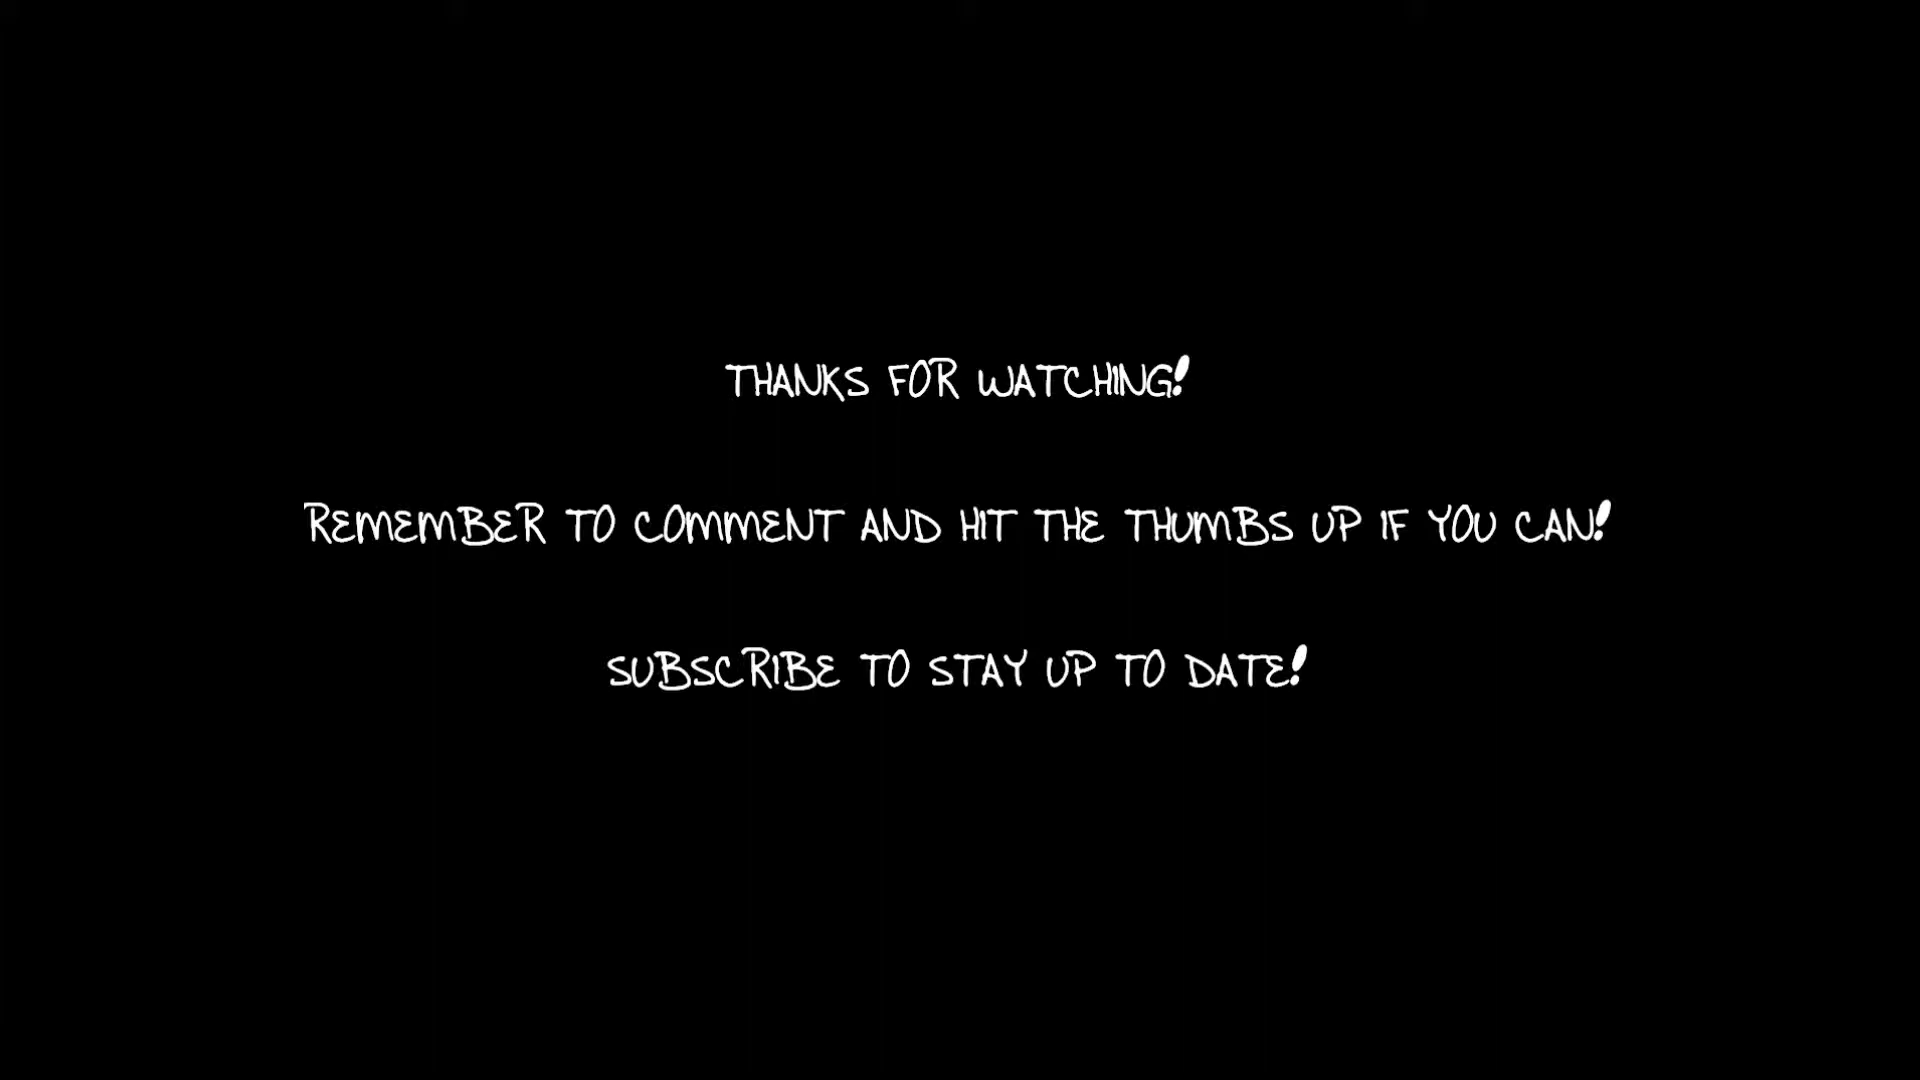 THANKS FOR WATCHING!
REMEMBER TO COMMENT AND HIT THE THUMBS UP IF YOU CAN!
SUBSCRIBE TO STAY UP TO DATE!